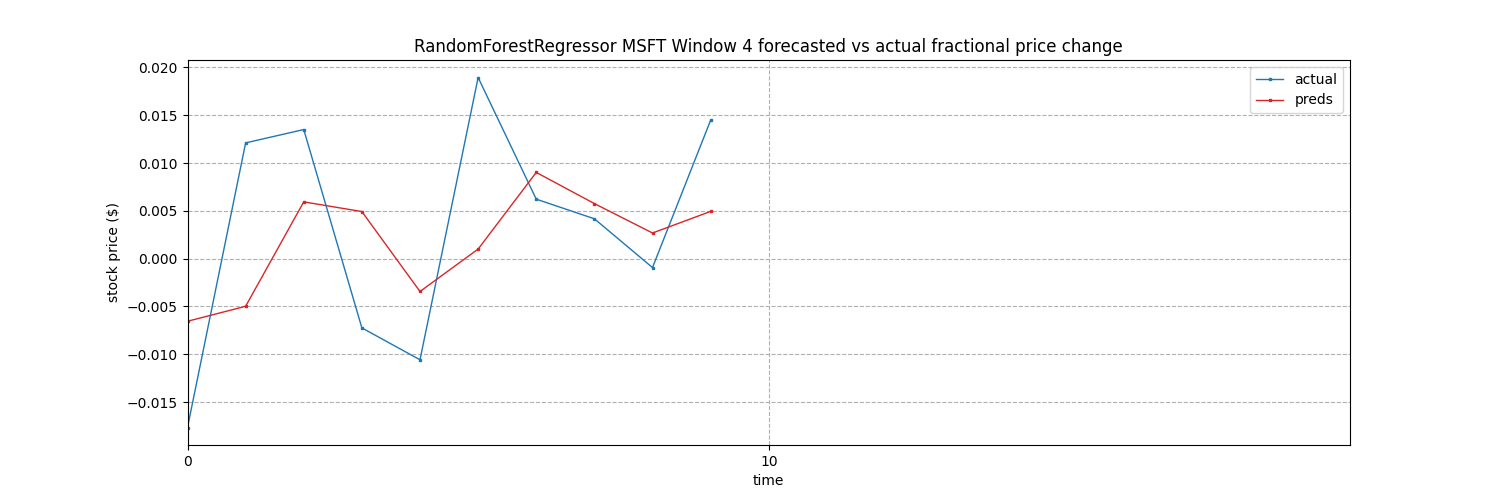 RandomForestRegressor MSFT Window 4 forecasted vs actual fractional price change
actual
preds
0.020
0.015
0.010
0.005
0.000
−0.005
−0.010
−0.015
stock price ($)
0
10
time